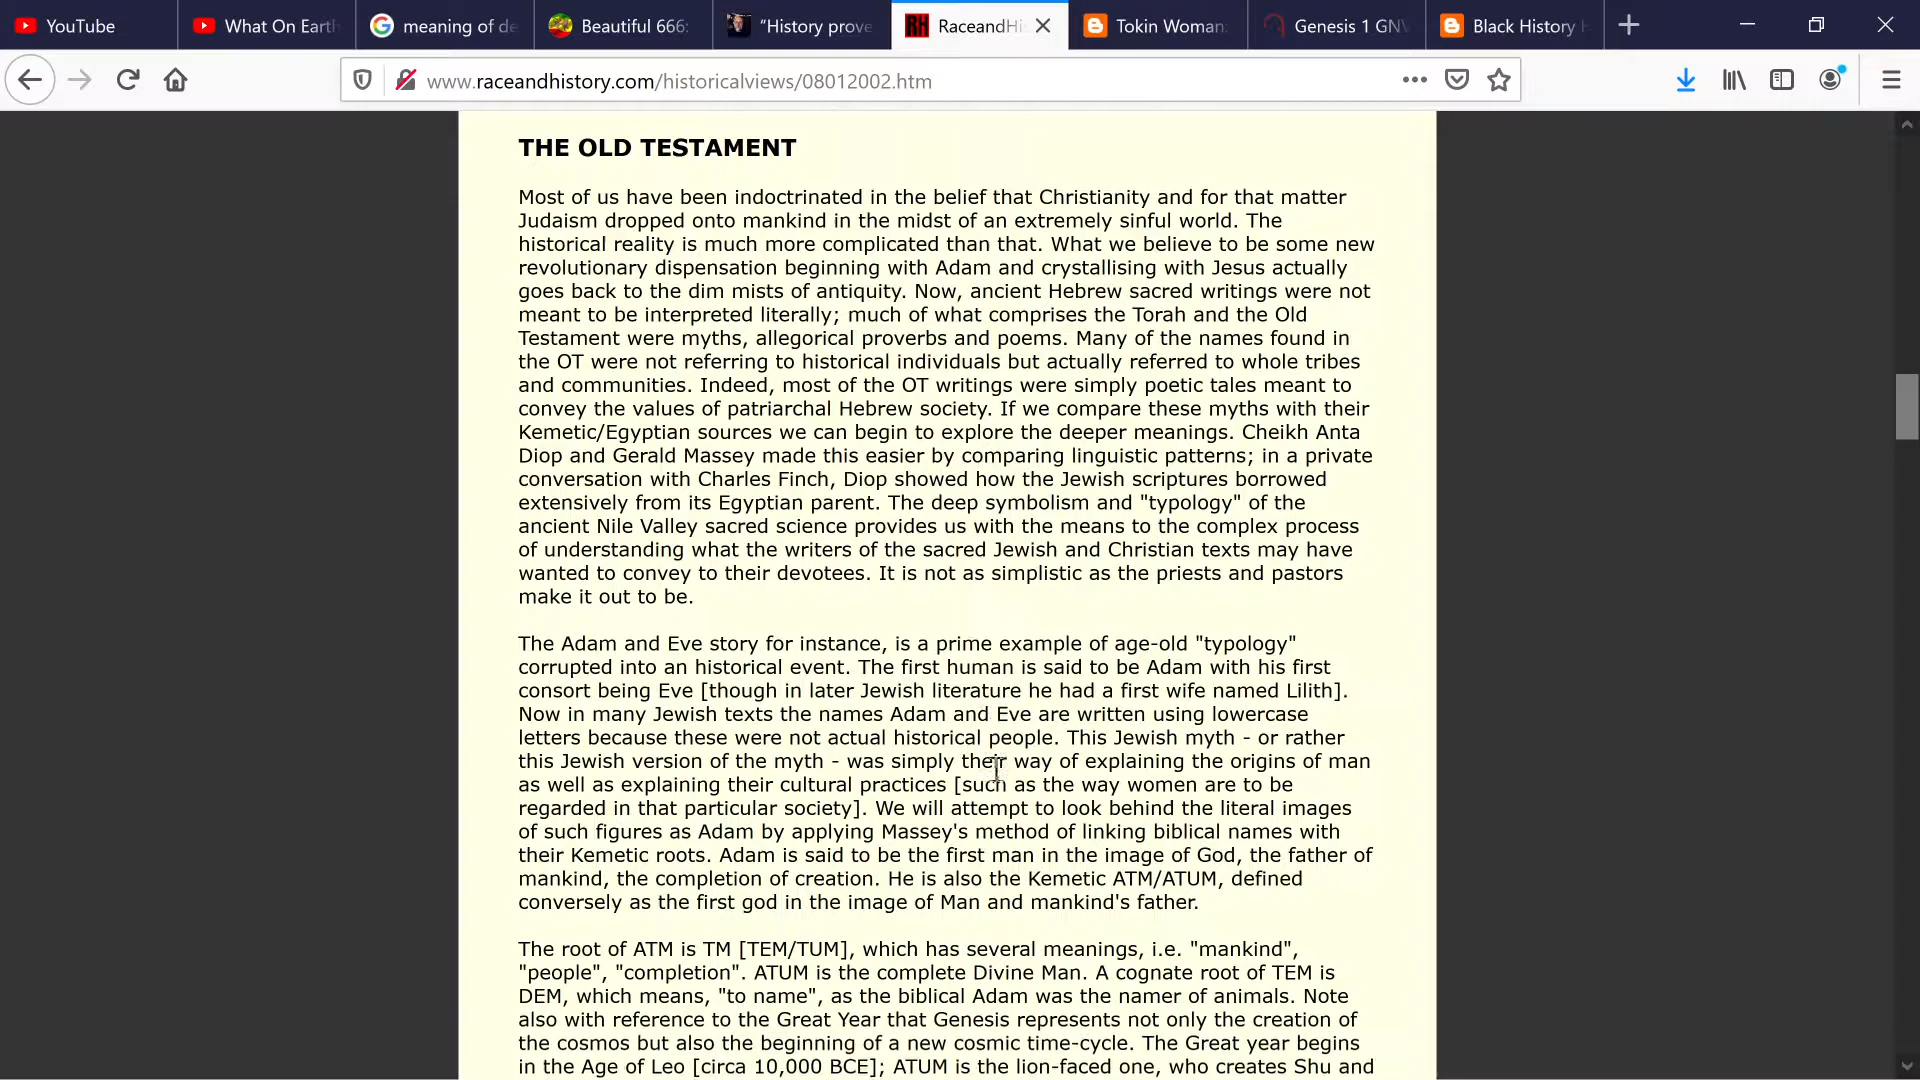 YouTube
What On Earth
meaning of de
Beautiful 666:
"History prove
RaceandHis
Tokin Woman:
Genesis 1 GNV
Black History
www.raceandhistory.com/historicalviews/08012002.htm
THE OLD TESTAMENT
Most of us have been indoctrinated in the belief that Christianity and for that matter
Judaism dropped onto mankind in the midst of an extremely sinful world. The
historical reality is much more complicated than that. What we believe to be some new
revolutionary dispensation beginning with Adam and crystallising with Jesus actually
goes back to the dim mists of antiquity. Now, ancient Hebrew sacred writings were not
meant to be interpreted literally; much of what comprises the Torah and the Old
Testament were myths, allegorical proverbs and poems. Many of the names found in
the OT were not referring to historical individuals but actually referred to whole tribes
and communities. Indeed, most of the OT writings were simply poetic tales meant to
convey the values of patriarchal Hebrew society. If we compare these myths with their
Kemetic/Egyptian sources we can begin to explore the deeper meanings. Cheikh Anta
Diop and Gerald Massey made this easier by comparing linguistic patterns; in a private
conversation with Charles Finch, Diop showed how the Jewish scriptures borrowed
extensively from its Egyptian parent. The deep symbolism and "typology" of the
ancient Nile Valley sacred science provides us with the means to the complex process
of understanding what the writers of the sacred Jewish and Christian texts may have
wanted to convey to their devotees. It is not as simplistic as the priests and pastors
make it out to be.
The Adam and Eve story for instance, is a prime example of age-old "typology"
corrupted into an historical event. The first human is said to be Adam with his first
consort being Eve [though in later Jewish literature he had a first wife named Lilith].
Now in many Jewish texts the names Adam and Eve are written using lowercase
letters because these were not actual historical people. This Jewish myth - or rather
this Jewish version of the myth - was simply their way of explaining the origins of man
as well as explaining their cultural practices [such as the way women are to be
regarded in that particular society]. We will attempt to look behind the literal images
of such figures as Adam by applying Massey's method of linking biblical names with
their Kemetic roots. Adam is said to be the first man in the image of God, the father of
mankind, the completion of creation. He is also the Kemetic ATM/ATUM, defined
conversely as the first god in the image of Man and mankind's father.
The root of ATM is TM [TEM/TUM], which has several meanings, i.e. "mankind",
"people", "completion". ATUM is the complete Divine Man. A cognate root of TEM is
DEM, which means, "to name", as the biblical Adam was the namer of animals. Note
also with reference to the Great Year that Genesis represents not only the creation of
the cosmos but also the beginning of a new cosmic time-cycle. The Great year begins
in the Age of Leo [circa 10,000 BCE]; ATUM is the lion-faced one, who creates Shu and